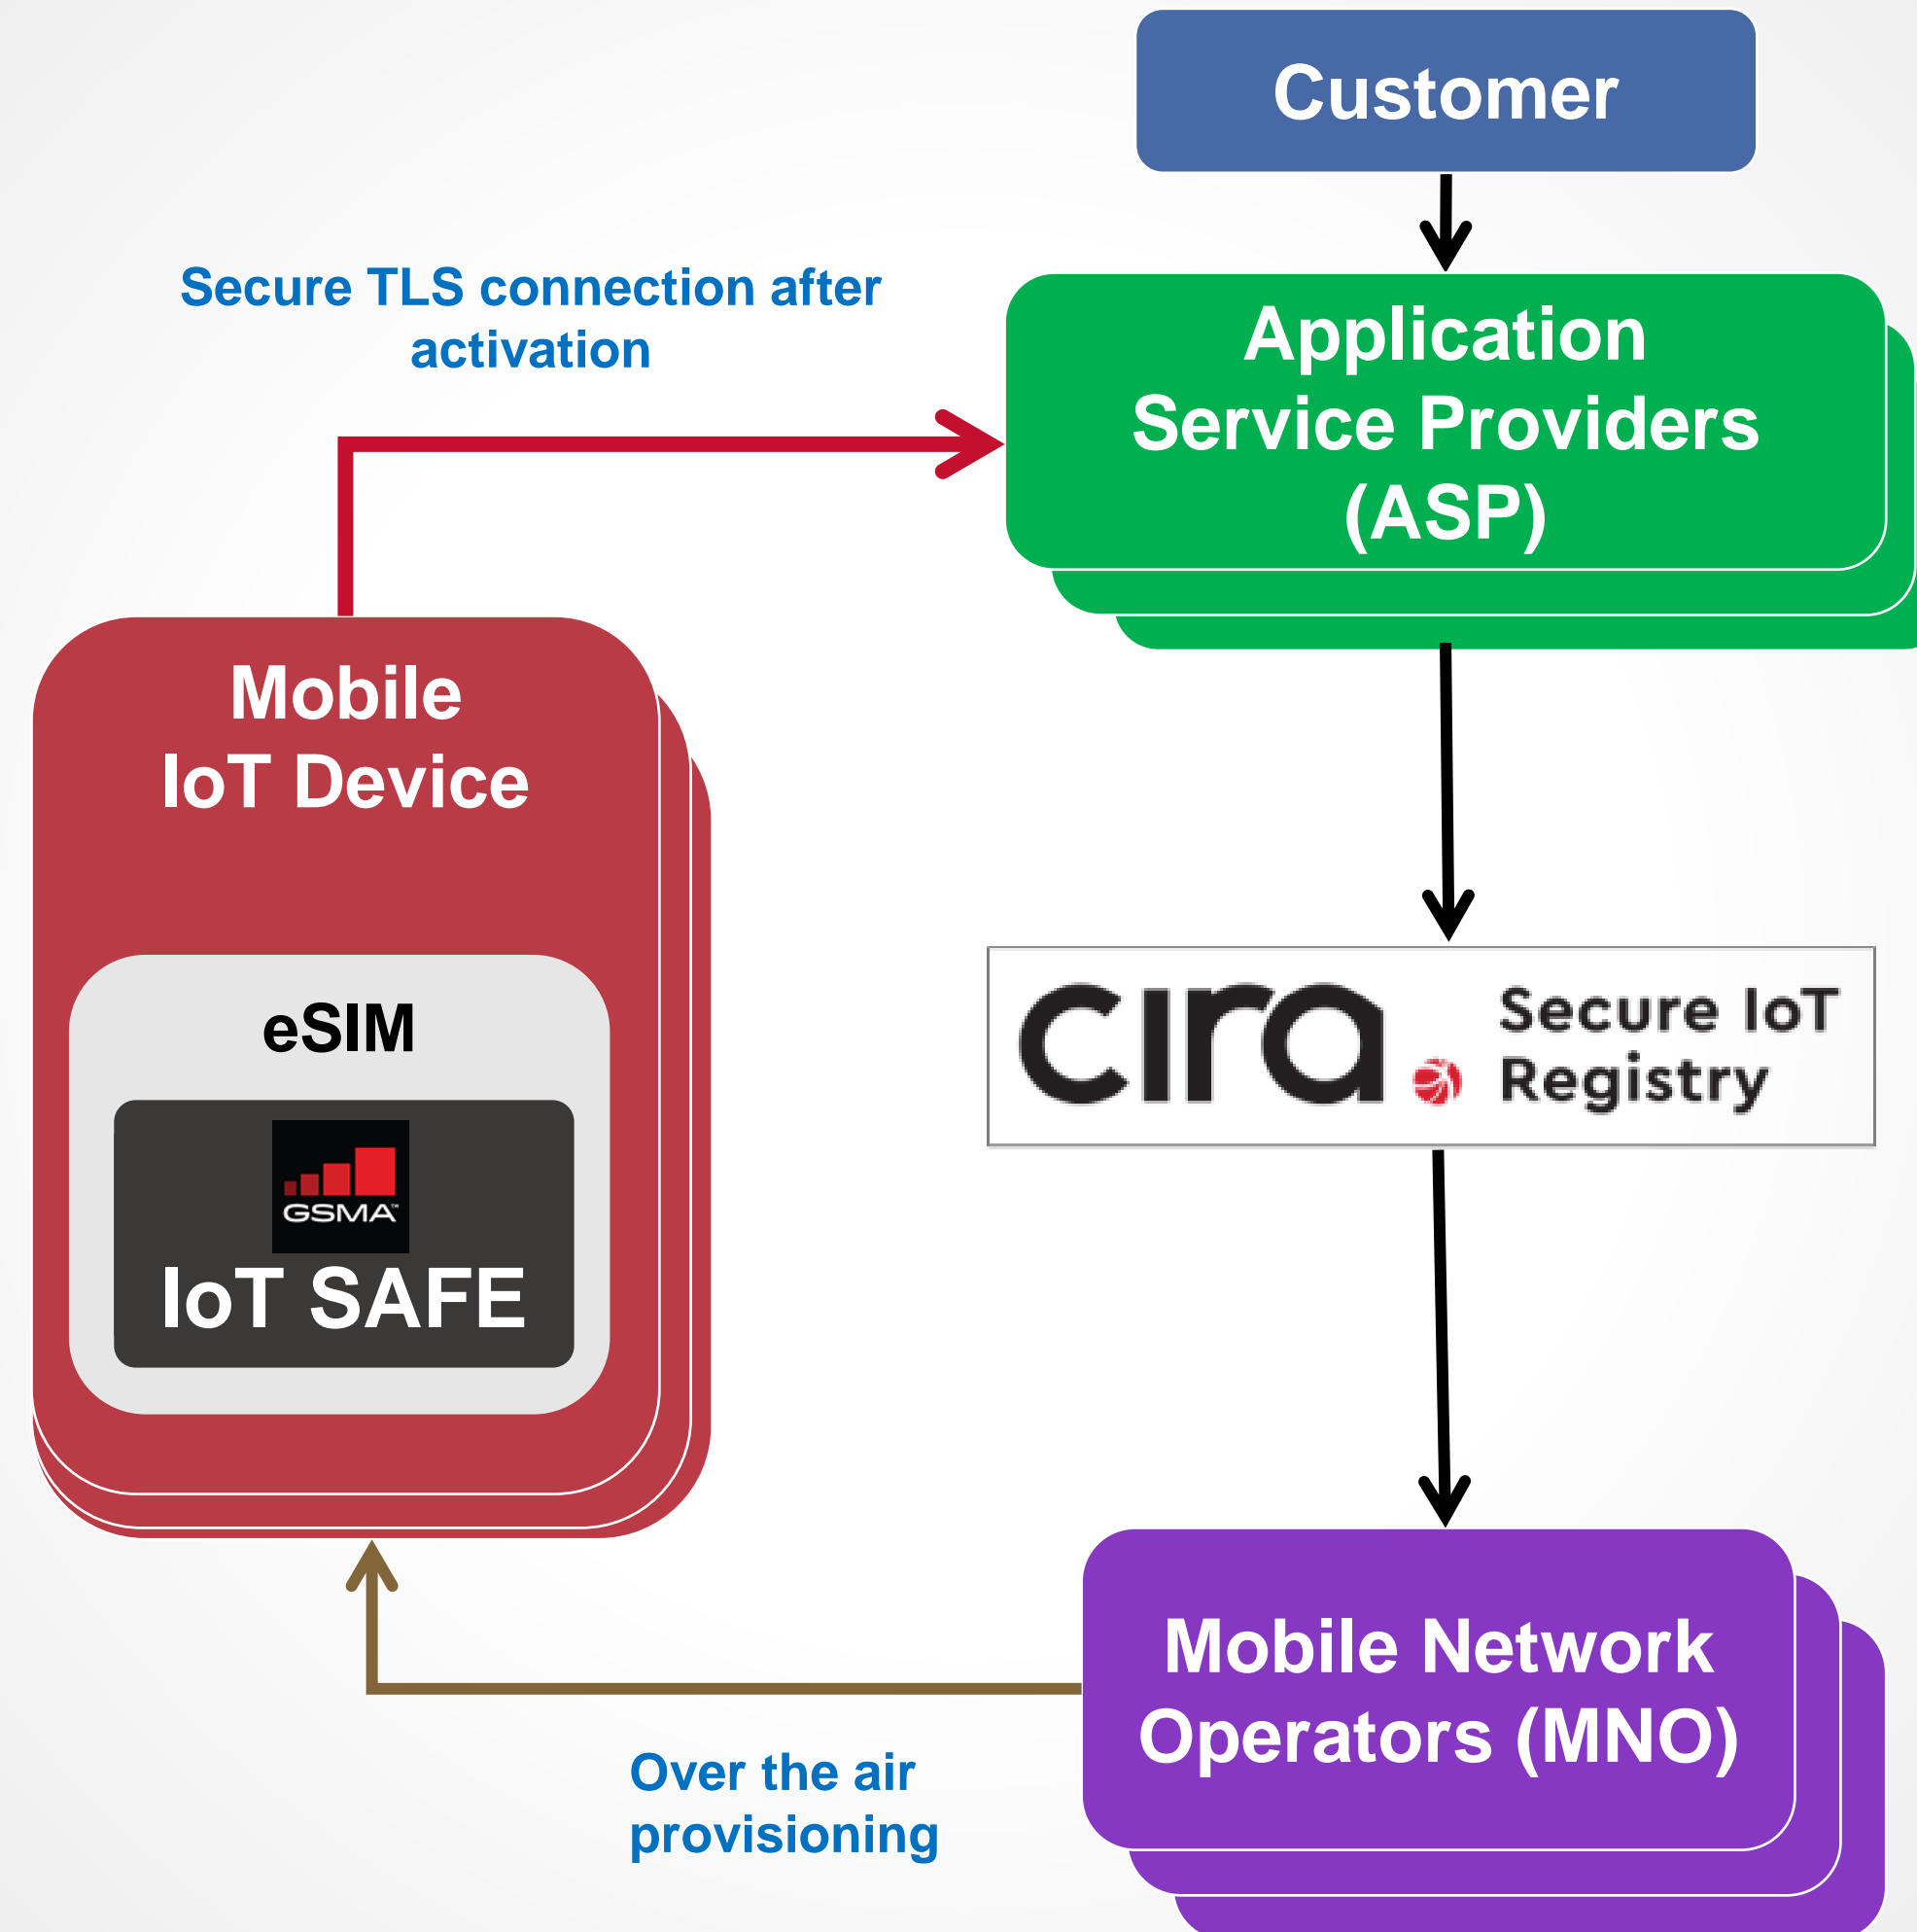 Customer
Secure TLS connection after
activation
Application
Service Providers
(ASP)
Mobile
IoT Device
eSIM
GSMA™
IoT SAFE
cira
Secure IoT
Registry
Mobile Network
Operators (MNO)
Over the air
provisioning